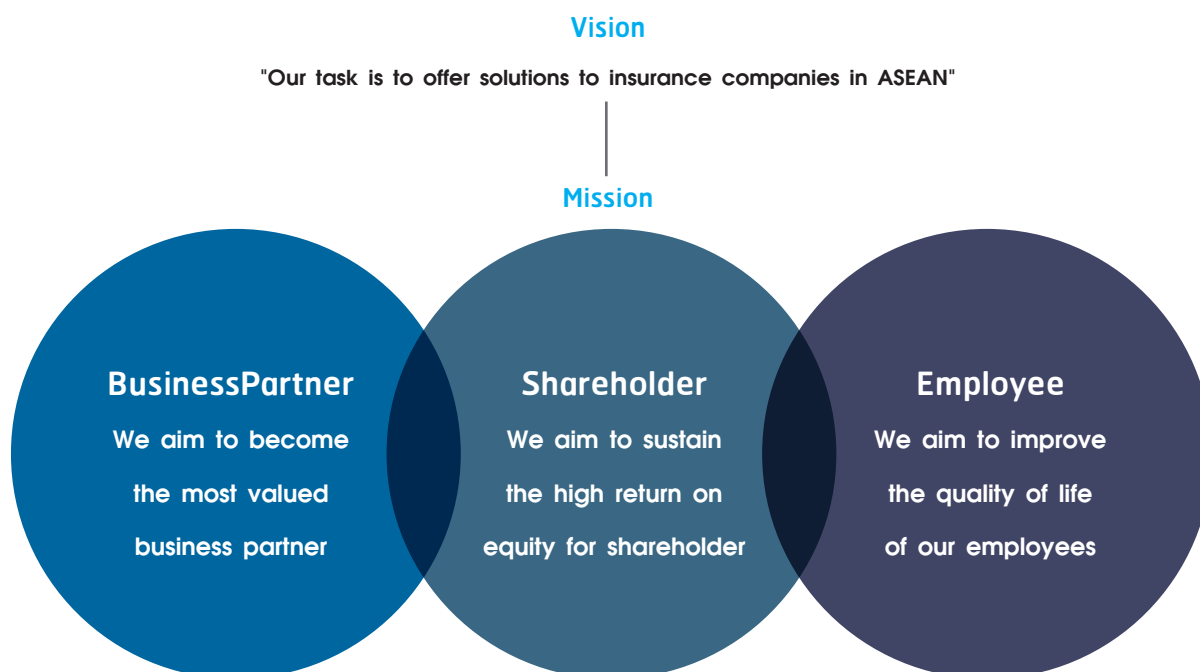 Vision
"Our task is to offer solutions to insurance companies in ASEAN"
Mission
BusinessPartner
We aim to become
the most valued
business partner
Shareholder
We aim to sustain
the high return on
equity for shareholder
Employee
We aim to improve
the quality of life
of our employees